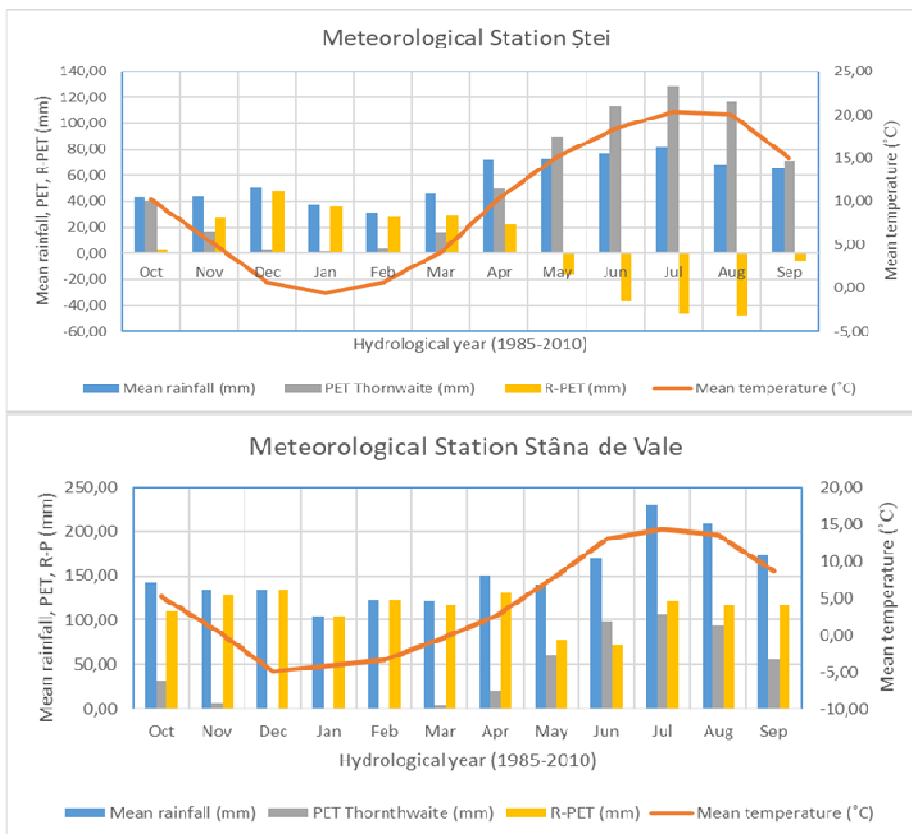 Meteorological Station Ștei
Mean rainfall, PET, R-PET (mm)
140,00
120,00
100,00
80,00
60,00
40,00
20,00
0,00
-20,00
-40,00
-60,00
Oct Nov Dec Jan Feb Mar Apr May Jun Jul Aug Sep
25,00
20,00
15,00
10,00
5,00
0,00
-5,00
Mean temperature (˚C)
Hydrological year (1985-2010)
Mean rainfall (mm) PET Thornwaite (mm) R-PET (mm) Mean temperature (˚C)
Meteorological Station Stâna de Vale
Mean rainfall, PET, R-P (mm)
250,00
200,00
150,00
100,00
50,00
0,00
Oct Nov Dec Jan Feb Mar Apr May Jun Jul Aug Sep
20,00
15,00
10,00
5,00
0,00
-5,00
-10,00
Mean temperature (˚C)
Hydrological year (1985-2010)
Mean rainfall (mm) PET Thornthwaite (mm) R-PET (mm) Mean temperature (˚C)